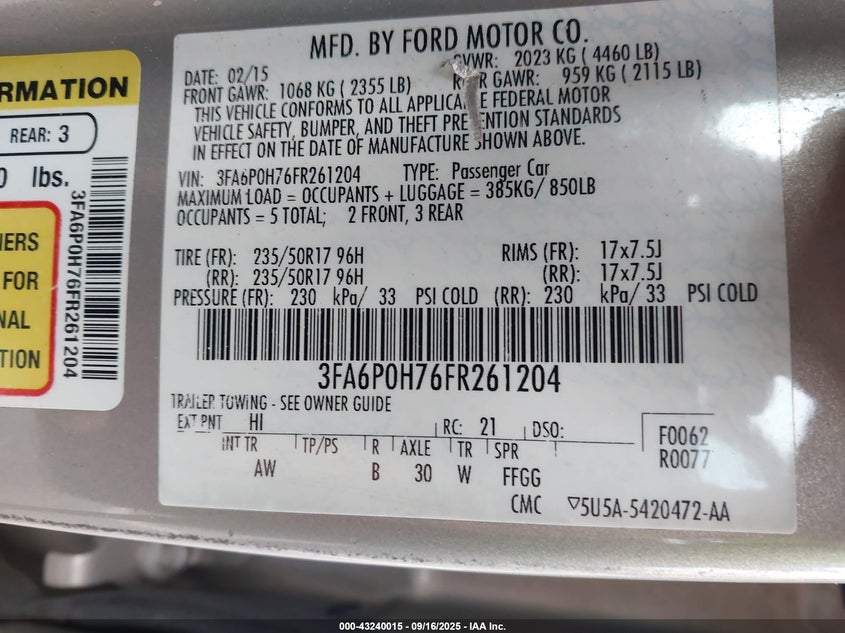 RMATION
REAR: 3
0 lbs.
NERS
FOR
NAL
TION
3FA6P0H76FR261204
MFD. BY FORD MOTOR CO.
DATE: 02/15 GVWR: 2023 KG ( 4460 LB)
FRONT GAWR: 1068 KG ( 2355 LB) GAWR: 959 KG ( 2115 LB)
THIS VEHICLE CONFORMS TO ALL FEDERAL MOTOR
VEHICLE SAFETY, BUMPER, AND THEFT STANDARDS
IN EFFECT ON THE DATE OF MANUFACTURE SHOWN ABOVE.
VIN: 3FA6P0H76FR261204 TYPE: Passenger Car
MAXIMUM LOAD = OCCUPANTS + LUGGAGE = 385KG/ 850LB
OCCUPANTS = 5 TOTAL; 2 FRONT, 3 REAR
TIRE (FR): 235/50R17 96H RIMS (FR): 17x7.5J
(RR): 235/50R17 96H (RR): 17x7.5J
PRESSURE (FR): 230 kPa/ 33 PSI COLD (RR): 230 kPa/ 33 PSI COLD
3FA6P0H76FR261204
TRAILER TOWING - SEE OWNER GUIDE
EXT PNT HI RC: 21 DSO:
INT TR TP/PS R AXLE TR SPR
AW B 30 W FFGG
F0062
R0077
CMC ▽5U5A-5420472-AA
000-43240015 - 09/16/2025 - IAA Inc.